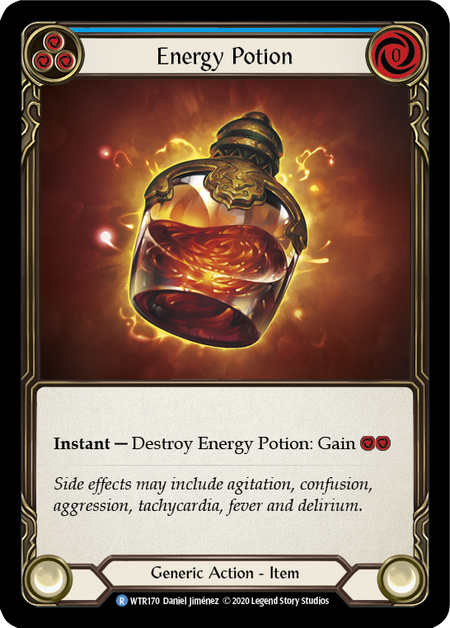 Energy Potion
0
Instant — Destroy Energy Potion: Gain
Side effects may include agitation, confusion,
aggression, tachycardia, fever and delirium.
Generic Action - Item
R WTR170 Daniel Jiménez © 2020 Legend Story Studios